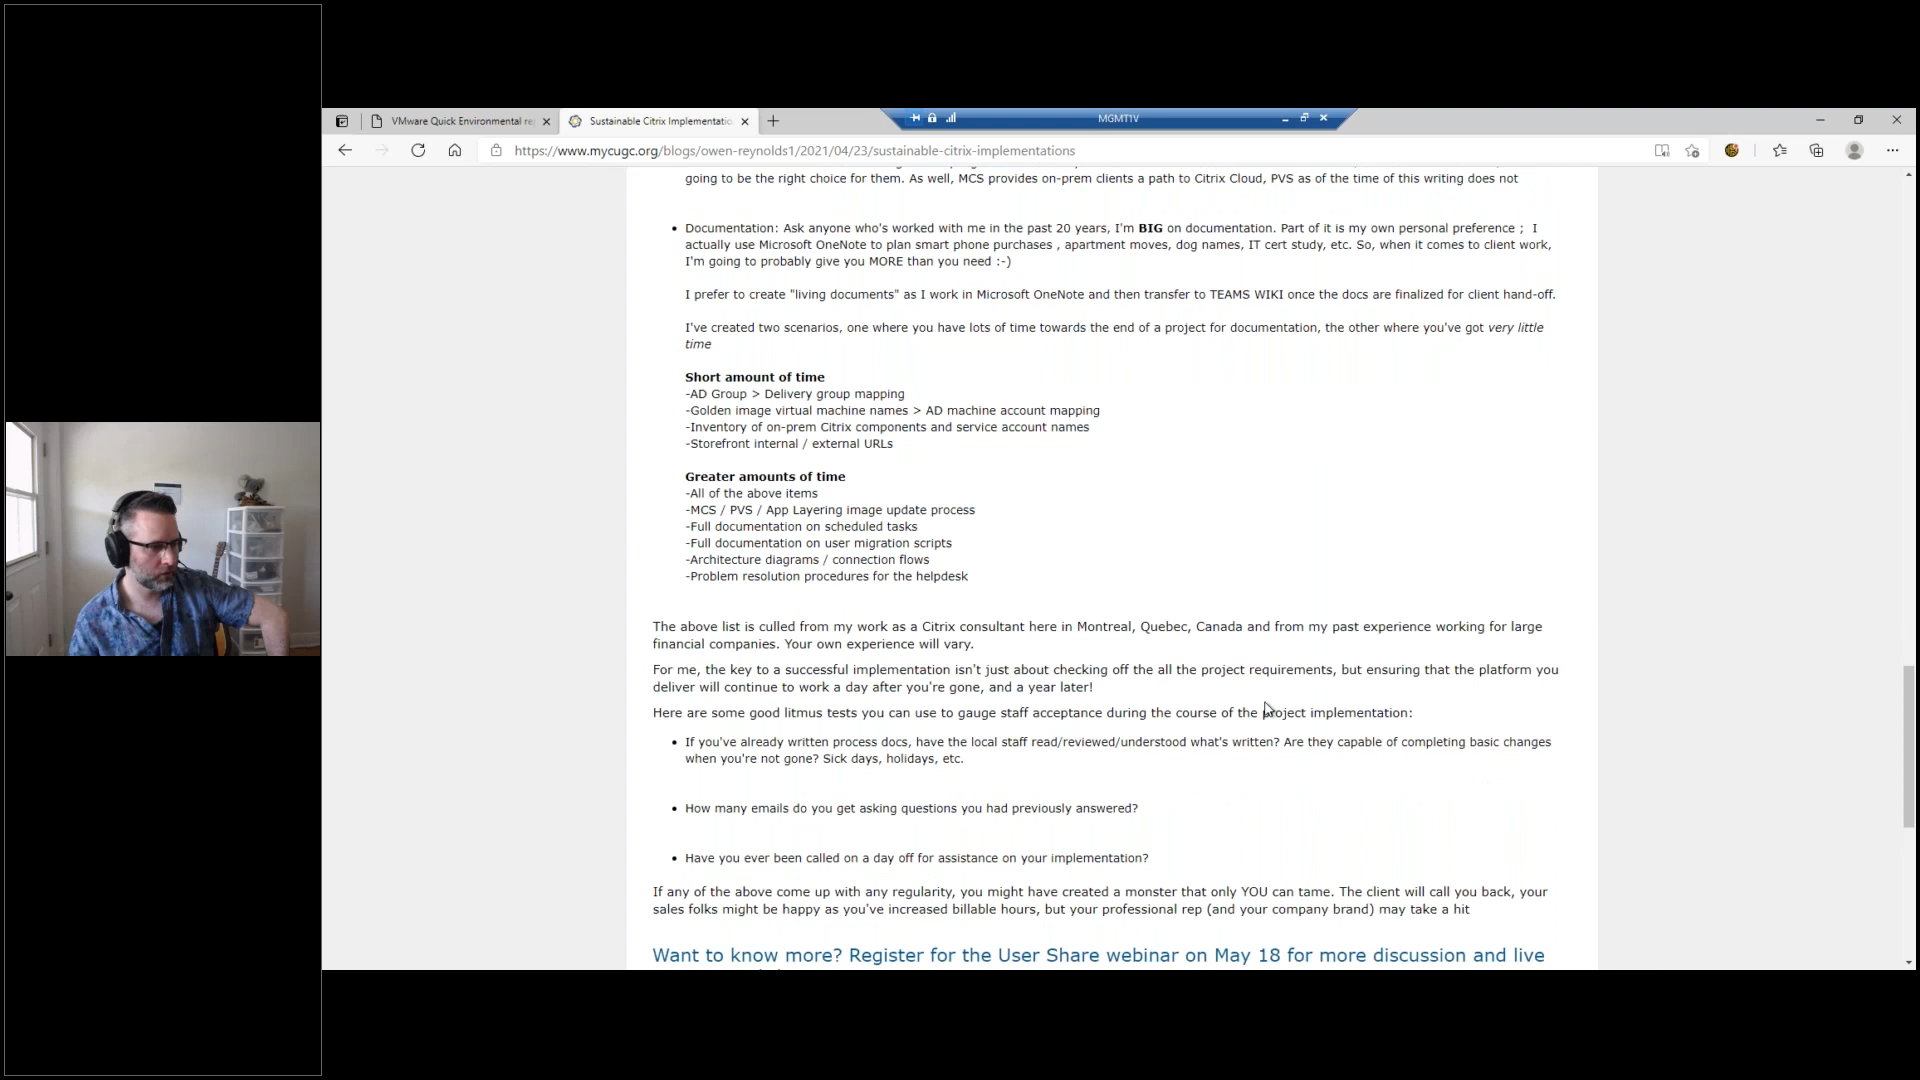 MGMT1V
VMware Quick Environmental re
Sustainable Citrix Implementatio
https://www.mycugc.org/blogs/owen-reynolds1/2021/04/23/sustainable-citrix-implementations
going to be the right choice for them. As well, MCS provides on-prem clients a path to Citrix Cloud, PVS as of the time of this writing does not
Documentation: Ask anyone who's worked with me in the past 20 years, I'm BIG on documentation. Part of it is my own personal preference ; I
actually use Microsoft OneNote to plan smart phone purchases , apartment moves, dog names, IT cert study, etc. So, when it comes to client work,
I'm going to probably give you MORE than you need :-)
I prefer to create "living documents" as I work in Microsoft OneNote and then transfer to TEAMS WIKI once the docs are finalized for client hand-off.
I've created two scenarios, one where you have lots of time towards the end of a project for documentation, the other where you've got very little
time
Short amount of time
-AD Group > Delivery group mapping
-Golden image virtual machine names > AD machine account mapping
-Inventory of on-prem Citrix components and service account names
-Storefront internal / external URLs
Greater amounts of time
-All of the above items
-MCS / PVS / App Layering image update process
-Full documentation on scheduled tasks
-Full documentation on user migration scripts
-Architecture diagrams / connection flows
-Problem resolution procedures for the helpdesk
The above list is culled from my work as a Citrix consultant here in Montreal, Quebec, Canada and from my past experience working for large
financial companies. Your own experience will vary.
For me, the key to a successful implementation isn't just about checking off the all the project requirements, but ensuring that the platform you
deliver will continue to work a day after you're gone, and a year later!
Here are some good litmus tests you can use to gauge staff acceptance during the course of the project implementation:
If you've already written process docs, have the local staff read/reviewed/understood what's written? Are they capable of completing basic changes
when you're not gone? Sick days, holidays, etc.
How many emails do you get asking questions you had previously answered?
Have you ever been called on a day off for assistance on your implementation?
If any of the above come up with any regularity, you might have created a monster that only YOU can tame. The client will call you back, your
sales folks might be happy as you've increased billable hours, but your professional rep (and your company brand) may take a hit
Want to know more? Register for the User Share webinar on May 18 for more discussion and live